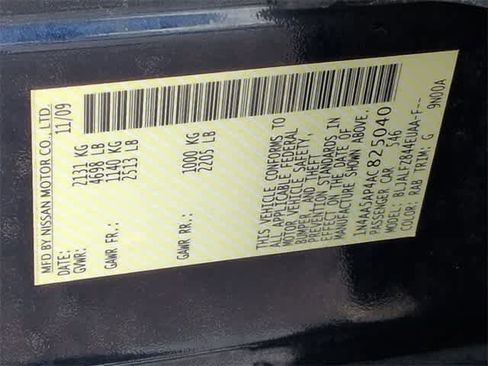 MFD BY NISSAN MOTOR CO., LTD.
DATE: 11/09
GVWR: 2131 KG
4698 LB
GAWR FR.: 1140 KG
2513 LB
GAWR RR.: 1000 KG
2205 LB
THIS VEHICLE CONFORMS TO
ALL APPLICABLE FEDERAL
MOTOR VEHICLE SAFETY,
BUMPER, AND THEFT
PREVENTION STANDARDS IN
EFFECT ON THE DATE OF
MANUFACTURE SHOWN ABOVE.
1N4AA5AP4AC825040
PASSENGER CAR 546
MODEL: BLJALF2844EUAA-F--
COLOR: RAB TRIM: G 9N00A